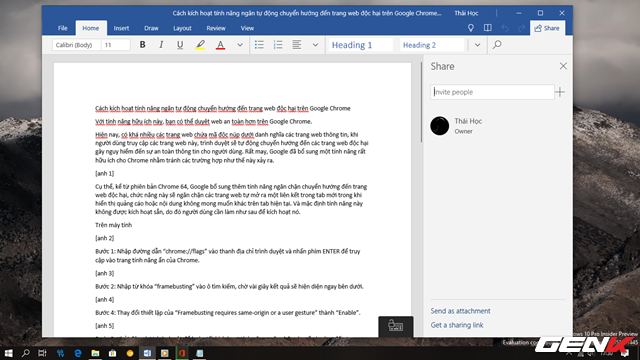 Cách kích hoạt tính năng ngăn tự động chuyển hướng đến trang web độc hại trên Google Chrome...
Thái Học
File Home Insert Draw Layout Review View
Share
Calibri (Body) 11 B I U A Heading 1 Heading 2
Share
Invite people
Thái Học
Owner
Cách kích hoạt tính năng ngăn tự động chuyển hướng đến trang web độc hại trên Google Chrome
Với tính năng hữu ích này, bạn có thể duyệt web an toàn hơn trên Google Chrome.
Hiện nay, có khá nhiều các trang web chứa mã độc núp dưới danh nghĩa các trang web thông tin, khi
người dùng truy cập các trang web này, trình duyệt sẽ tự động chuyển hướng đến các trang web độc hại
gây nguy hiểm đến sự an toàn thông tin cho người dùng. Rất may, Google đã bổ sung một tính năng rất
hữu ích cho Chrome nhằm tránh các trường hợp như thế này xảy ra.
[anh 1]
Cụ thể, kể từ phiên bản Chrome 64, Google bổ sung thêm tính năng ngăn chặn chuyển hướng đến trang
web độc hại, chức năng này sẽ ngăn chặn các trang web tự mở ra một liên kết trong tab mới trong khi
hiển thị quảng cáo hoặc nội dung không mong muốn khác trên tab hiện tại. Và mặc định tính năng này
không được kích hoạt sẵn, do đó người dùng cần làm như sau để kích hoạt nó.
Trên máy tính
[anh 2]
Bước 1: Nhập đường dẫn "chrome://flags" vào thanh địa chỉ trình duyệt và nhấn phím ENTER để truy
cập vào trang tính năng ẩn của Chrome.
[anh 3]
Bước 2: Nhập từ khóa "framebusting" vào ô tìm kiếm, chờ vài giây kết quả sẽ hiện diện ngay bên dưới.
[anh 4]
Bước 4: Thay đổi thiết lập của "Framebusting requires same-origin or a user gesture" thành "Enable".
[anh 5]
Send as attachment
Get a sharing link
10 Pro Insider Preview
Evaluation
GENK